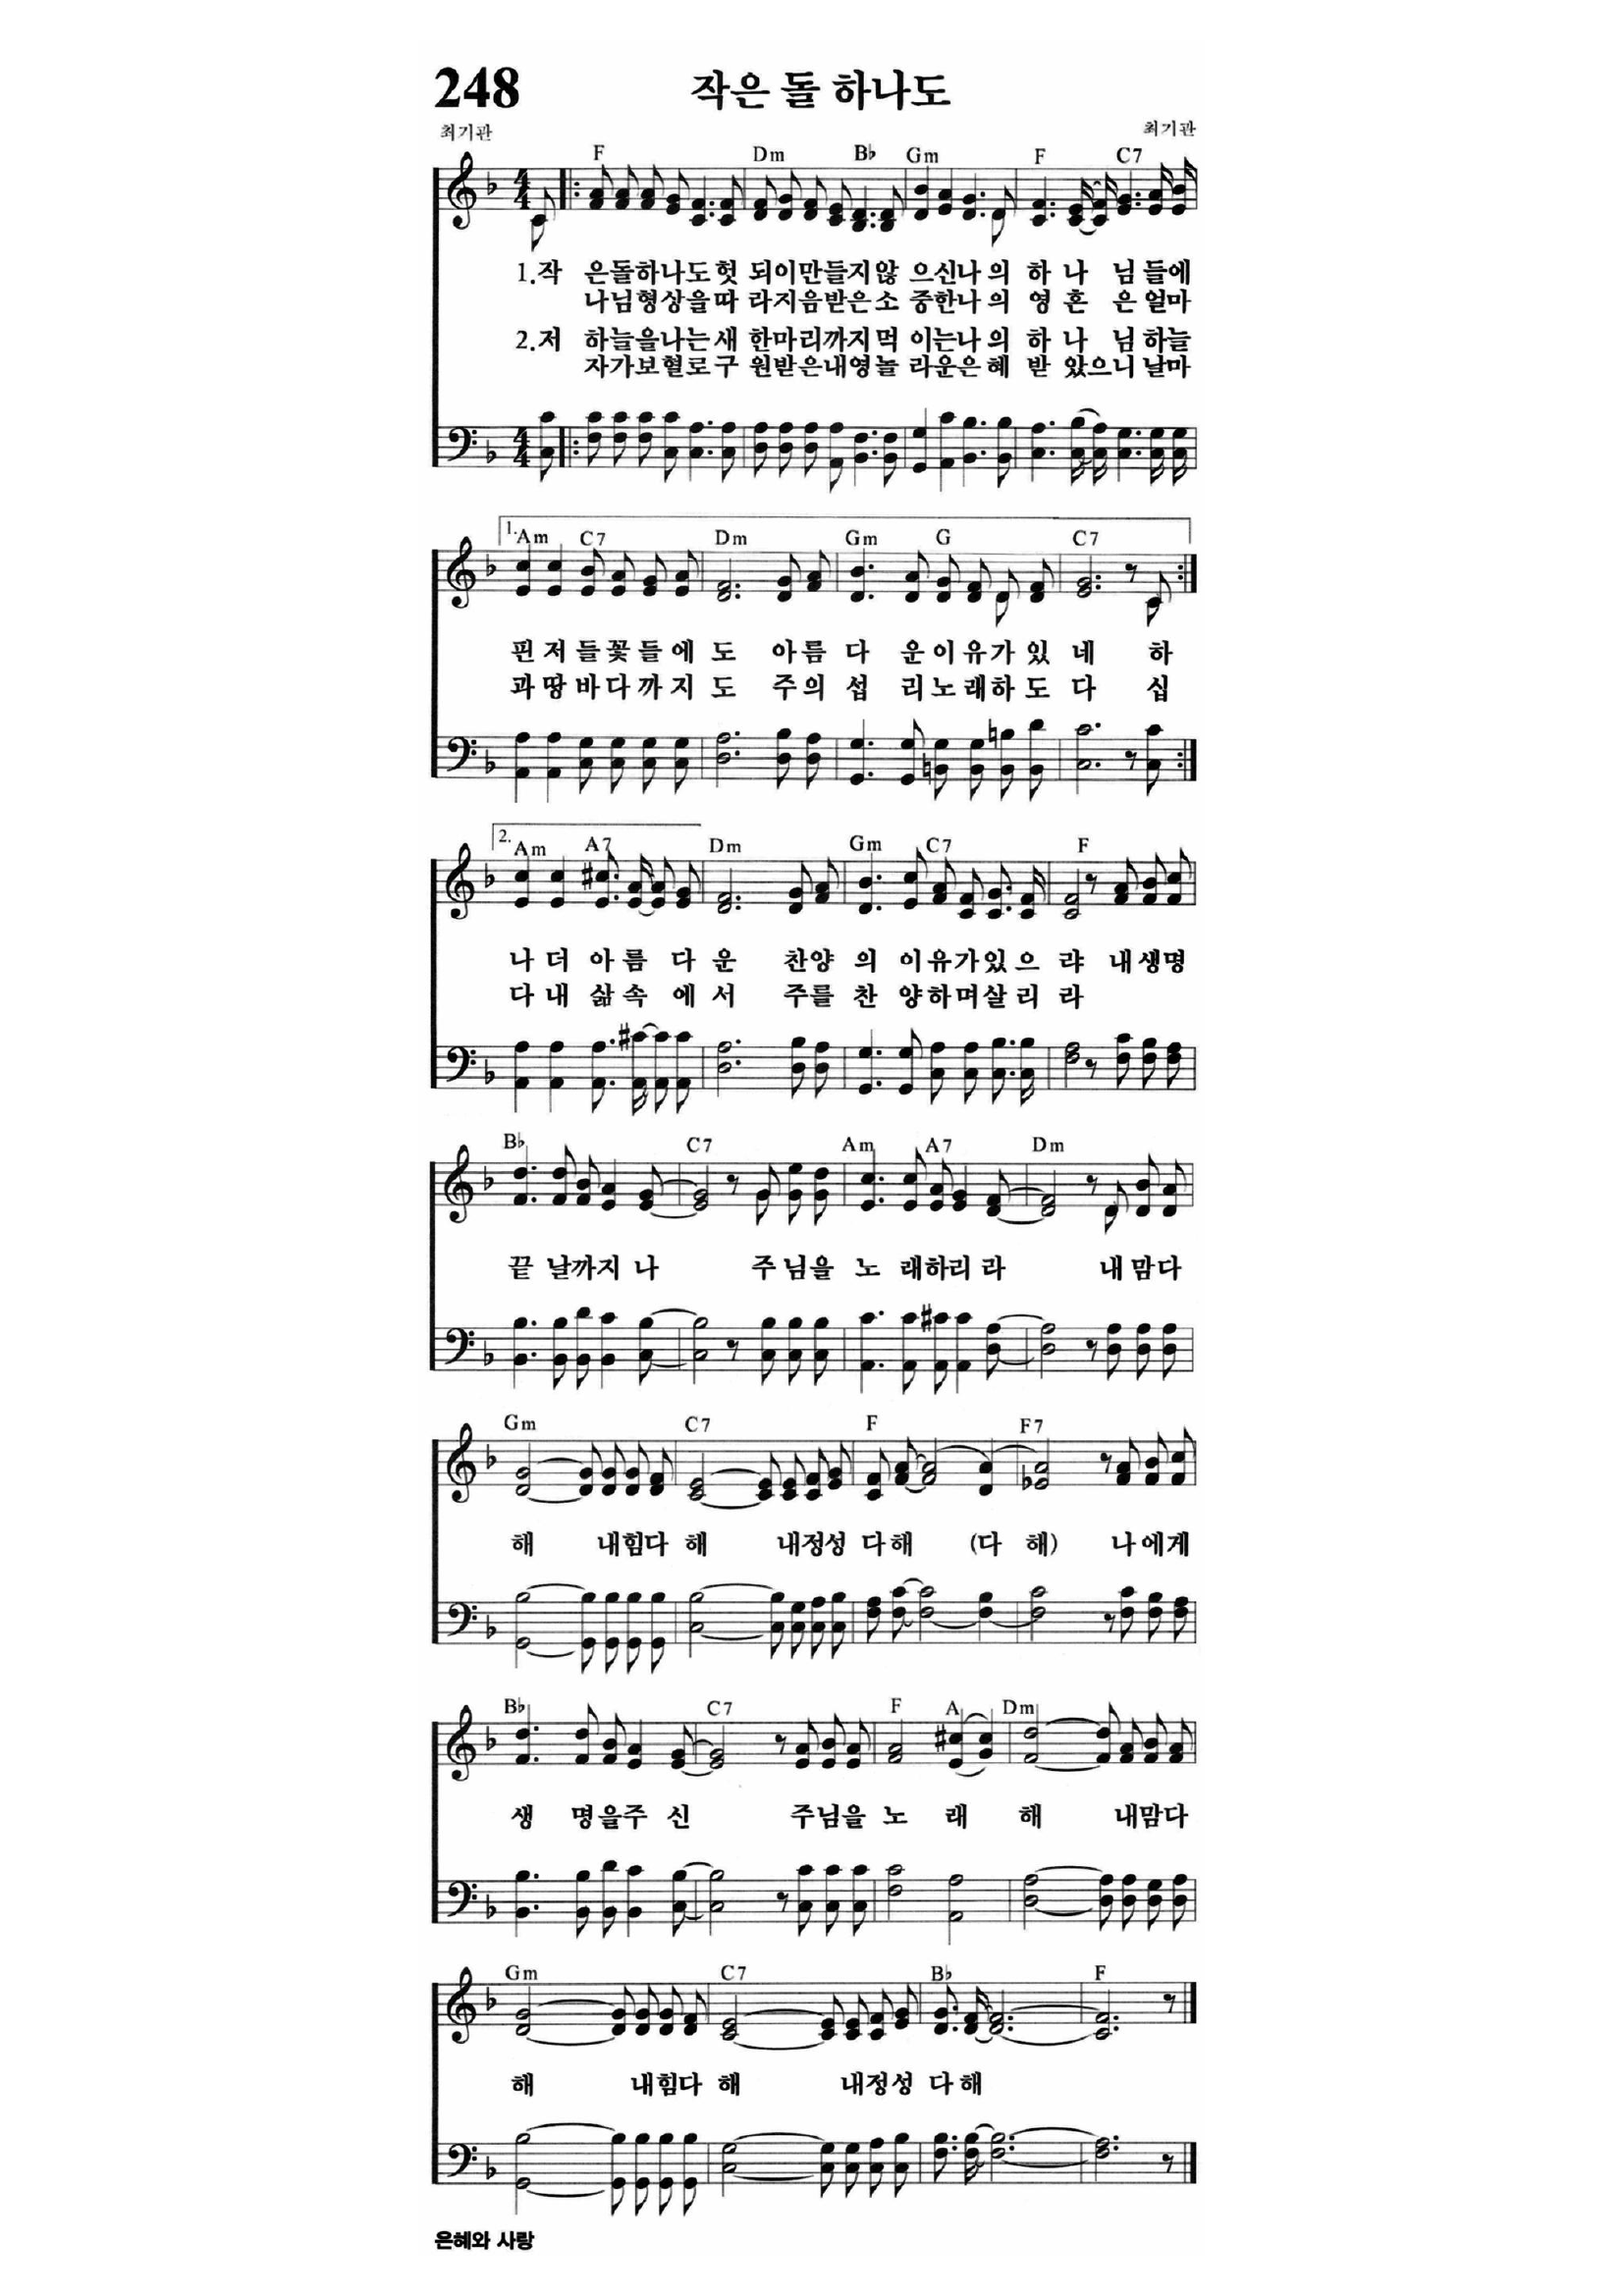 248
작은 돌 하나도
최기관
최기관
F Dm B♭ Gm F C7
1.작 은돌하나도헛 되이만들지않 으신나의 하 나 님 들에
나님형상을따 라지음받은소 중한나의 영 혼 은 얼마
2.저 하늘을나는새 한마리까지먹 이는나의 하 나 님 하늘
자가보혈로구 원받은내영놀 라운은혜 받 았으니 날마
1. Am C7 Dm Gm G C7
핀 저 들꽃 들 에 도 아름 다 운이유가 있 네 하
과 땅 바다 까 지 도 주의 섭 리노래하 도 다 십
2. Am A7 Dm Gm C7 F
나 더 아 름 다 운 찬양 의 이유가있 으 랴 내생명
다 내 삶 속 에 서 주를 찬 양하며살 리 라
B♭ C7 Am A7 Dm
끝 날까지 나 주 님을 노 래하리 라 내 맘다
Gm C7 F F7
해 내힘다 해 내정성 다해 (다 해) 나에게
B♭ C7 F A Dm
생 명을주 신 주님을 노 래 해 내맘다
Gm C7 B♭ F
해 내힘다 해 내정성 다해
은혜와 사랑